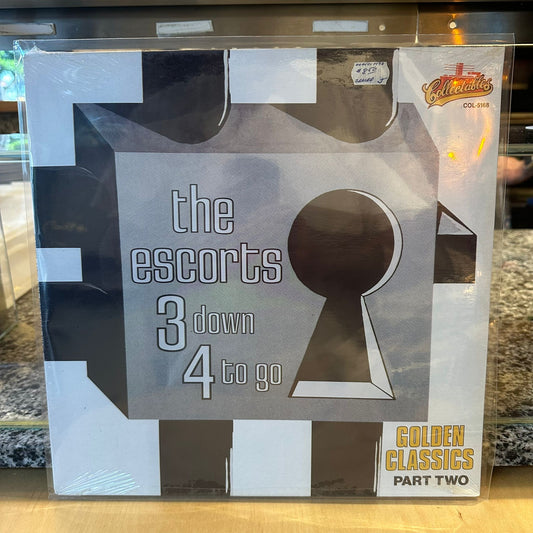 Collectables
COL-5168
the
escorts
3 down
4 to go
GOLDEN
CLASSICS
PART TWO